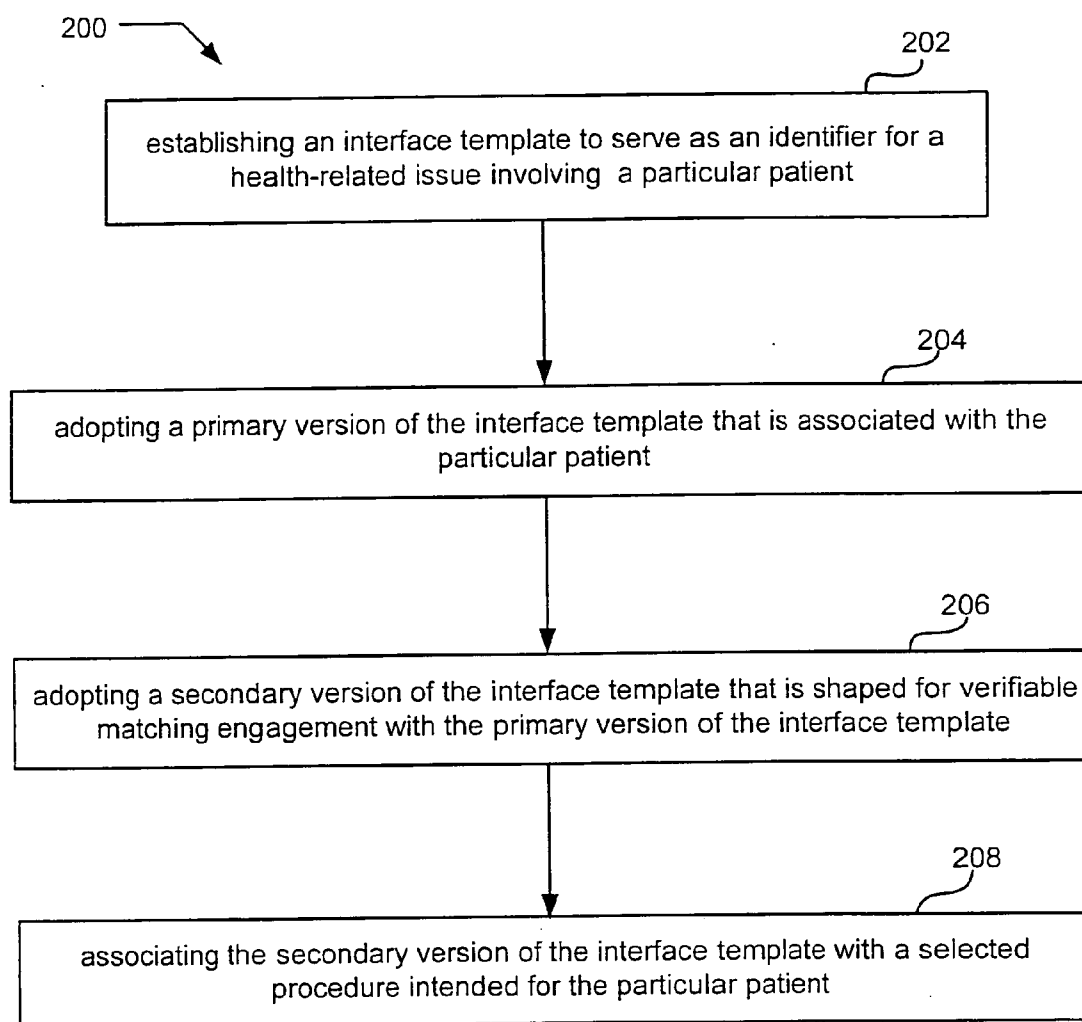 200
202
establishing an interface template to serve as an identifier for a
health-related issue involving a particular patient
204
adopting a primary version of the interface template that is associated with the
particular patient
206
adopting a secondary version of the interface template that is shaped for verifiable
matching engagement with the primary version of the interface template
208
associating the secondary version of the interface template with a selected
procedure intended for the particular patient